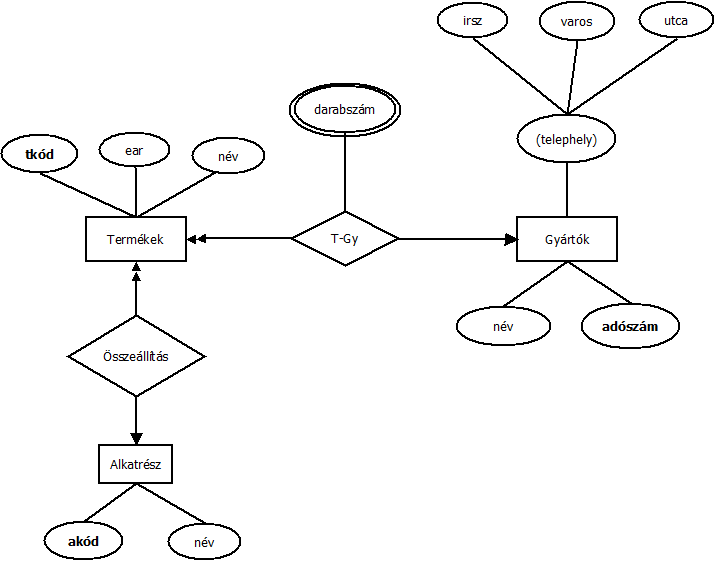 irsz
varos
utca
darabszám
(telephely)
tkód
ear
név
Termékek
T-Gy
Gyártók
név
adószám
Összeállítás
Alkatrész
akód
név